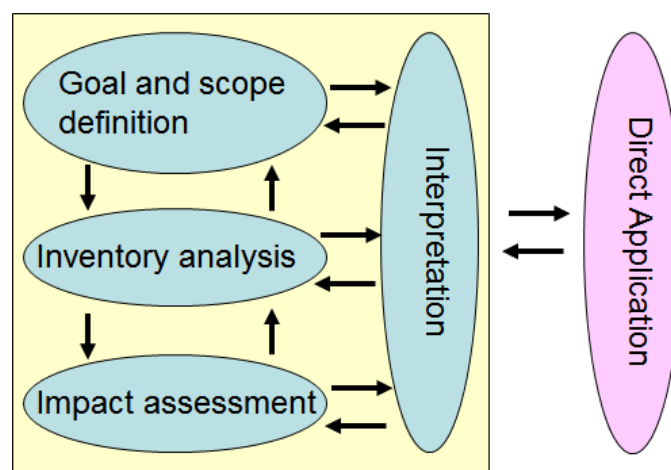 Goal and scope
definition
Inventory analysis
Impact assessment
Interpretation
Direct Application